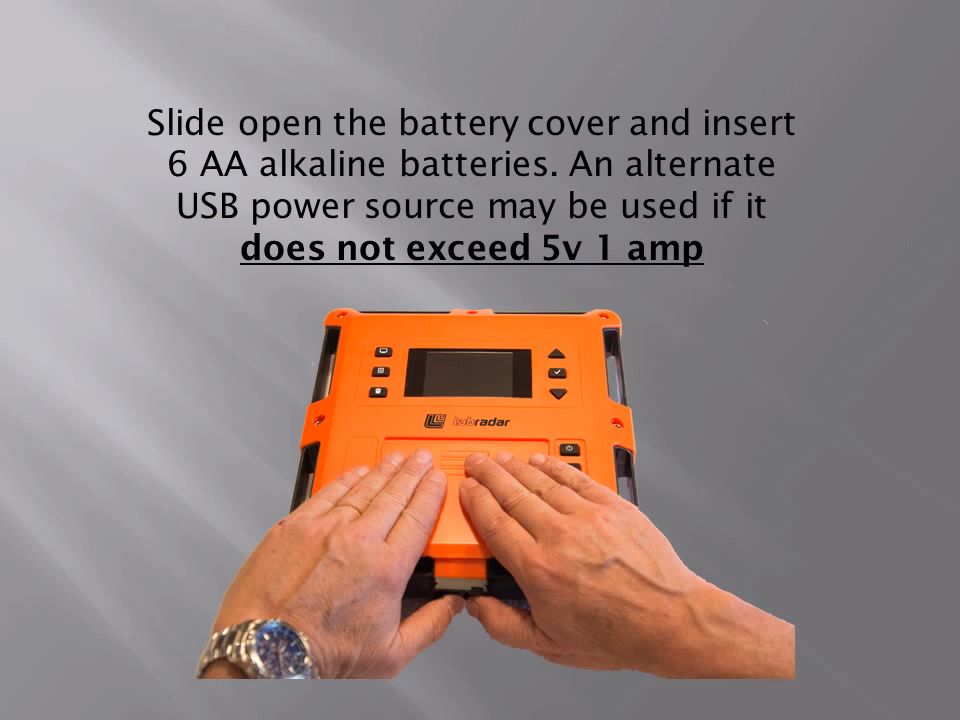 Slide open the battery cover and insert
6 AA alkaline batteries. An alternate
USB power source may be used if it
does not exceed 5v 1 amp
labradar